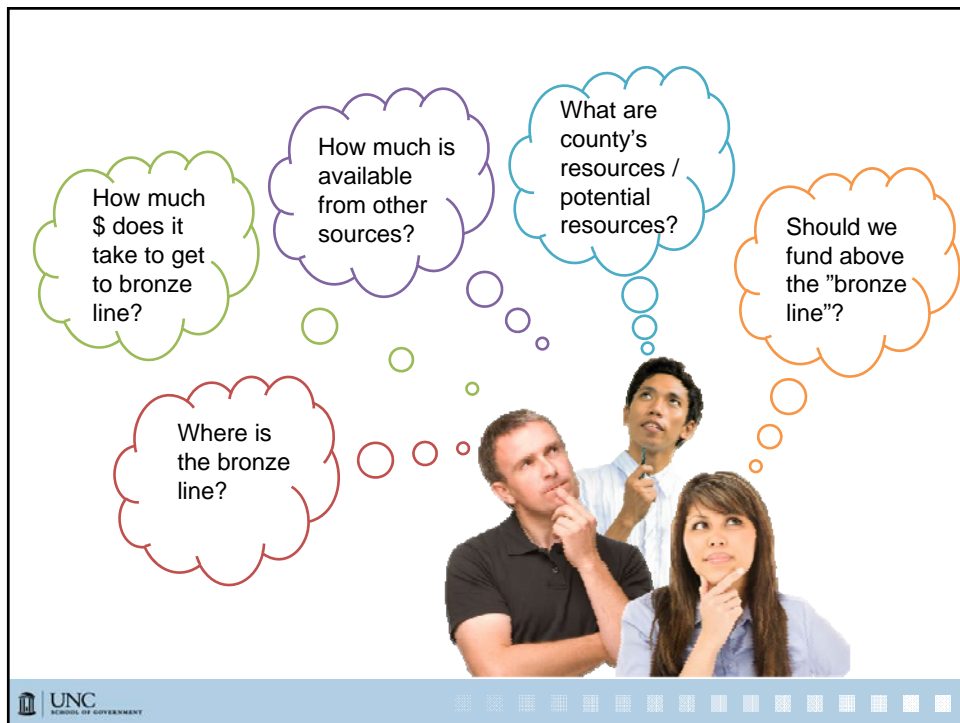 How much
$ does it
take to get
to bronze
line?
How much is
available
from other
sources?
What are
county's
resources /
potential
resources?
Should we
fund above
the ”bronze
line”?
Where is
the bronze
line?
UNC
SCHOOL OF GOVERNMENT